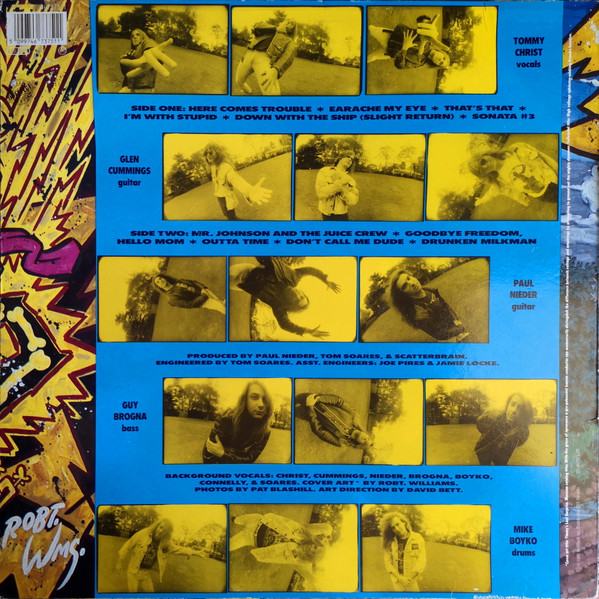 5 099746 737511
TOMMY
CHRIST
vocals
SIDE ONE: HERE COMES TROUBLE * EARACHE MY EYE * THAT'S THAT *
I'M WITH STUPID * DOWN WITH THE SHIP (SLIGHT RETURN) * SONATA #3
GLEN
CUMMINGS
guitar
SIDE TWO: MR. JOHNSON AND THE JUICE CREW * GOODBYE FREEDOM,
HELLO MOM * OUTTA TIME * DON'T CALL ME DUDE * DRUNKEN MILKMAN
PAUL
NIEDER
guitar
PRODUCED BY PAUL NIEDER, TOM SOARES, & SCATTERBRAIN.
ENGINEERED BY TOM SOARES. ASST. ENGINEERS: JOE PIRES & JAMIE LOCKE.
GUY
BROGNA
bass
BACKGROUND VOCALS: CHRIST, CUMMINGS, NIEDER, BROGNA, BOYKO,
CONNELLY, & SOARES. COVER ART BY ROBT. WILLIAMS.
PHOTOS BY PAT BLASHILL. ART DIRECTION BY DAVID BETT.
MIKE
BOYKO
drums
ROBT.
Wms.